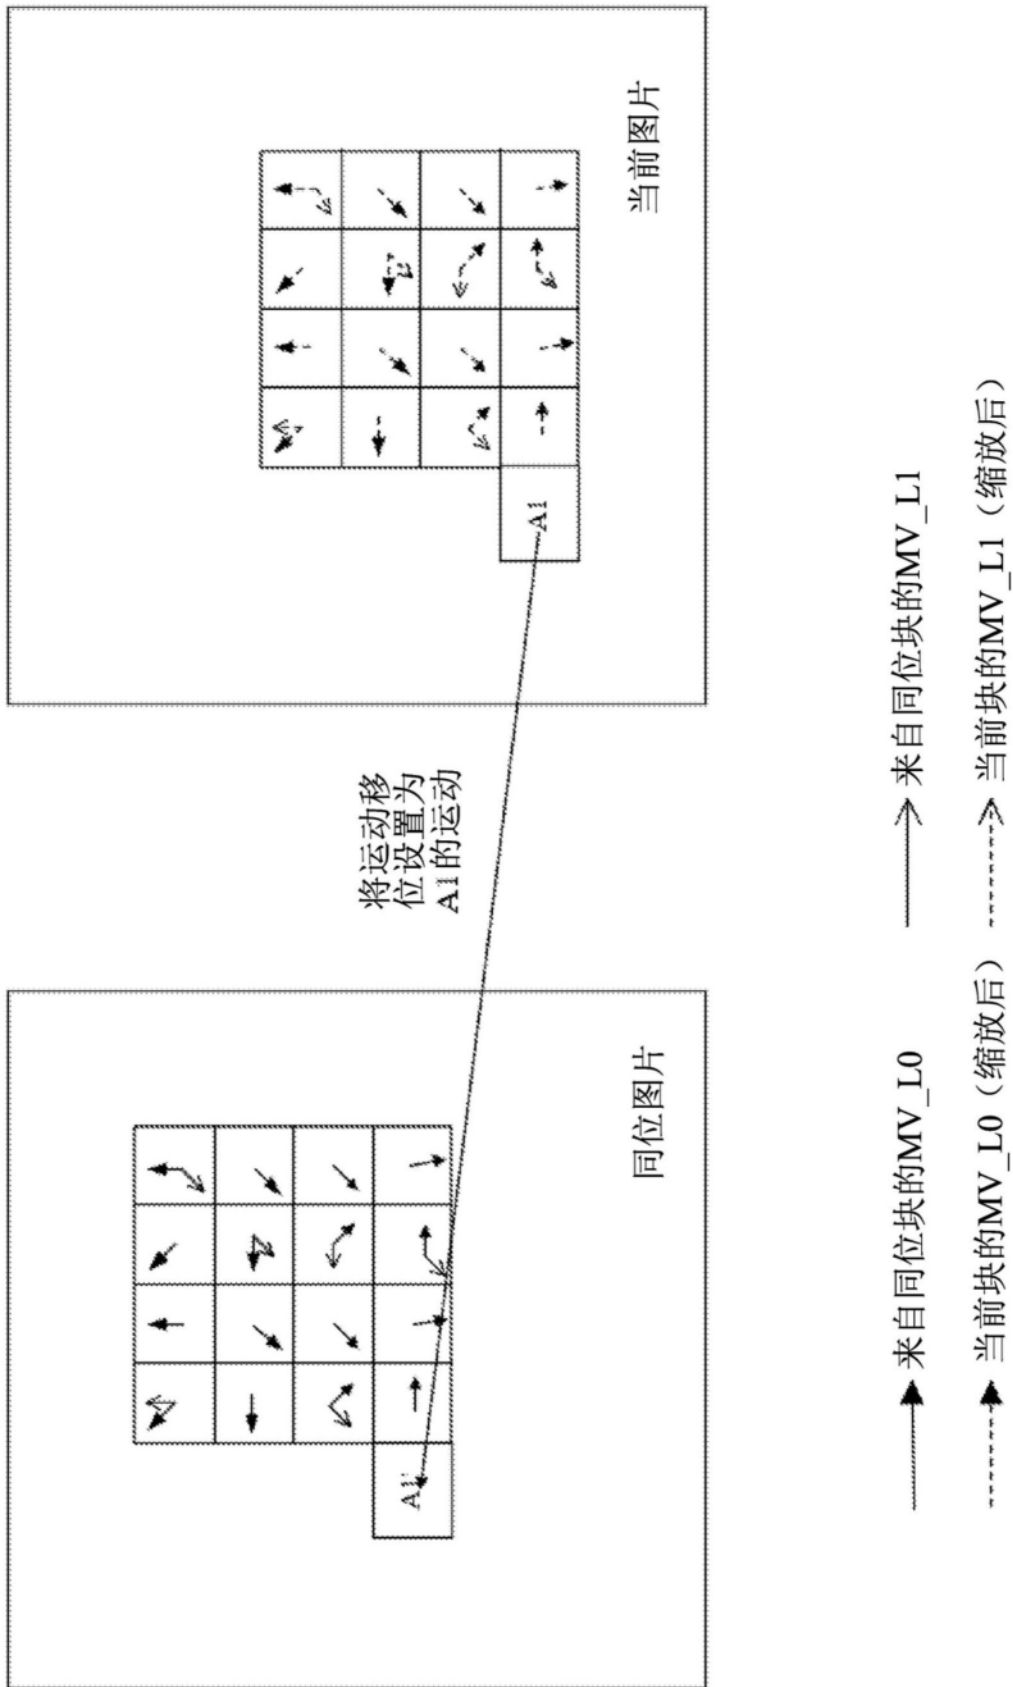 当前图片
A1
将运动移
位设置为
A1的运动
同位图片
A1'
来自同位块的MV_L0
来自同位块的MV_L1
当前块的MV_L0（缩放后）
当前块的MV_L1（缩放后）